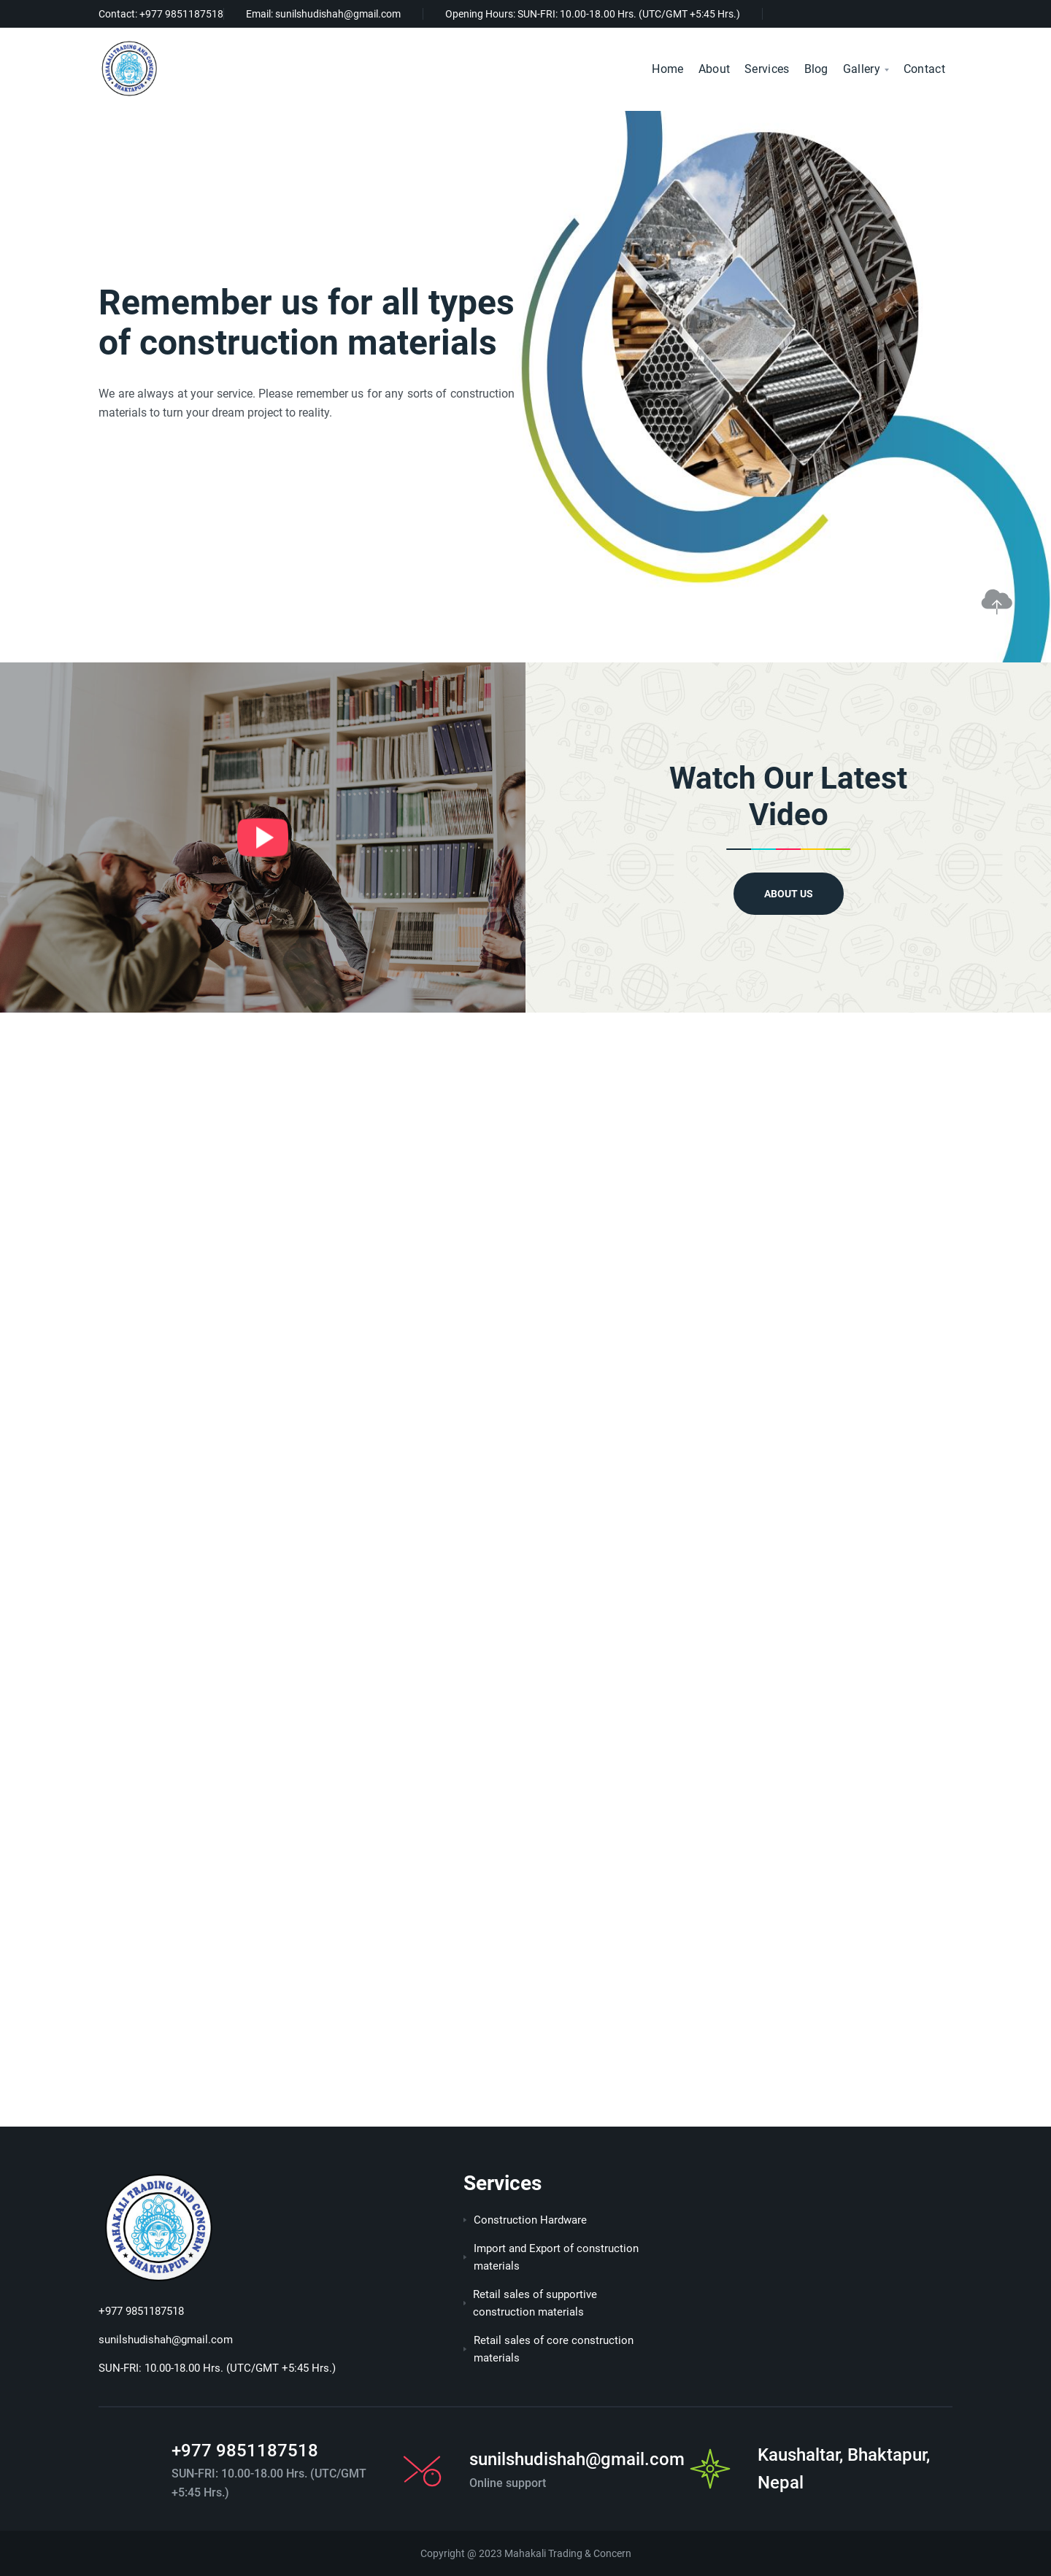 Contact: +977 9851187518 Email: sunilshudishah@gmail.com Opening Hours: SUN-FRI: 10.00-18.00 Hrs. (UTC/GMT +5:45 Hrs.)
MAHAKALI TRADING AND CONCERN
BHAKTAPUR
Home About Services Blog Gallery Contact
Remember us for all types
of construction materials
We are always at your service. Please remember us for any sorts of construction
materials to turn your dream project to reality.
Watch Our Latest
Video
ABOUT US
MAHAKALI TRADING AND CONCERN
BHAKTAPUR
+977 9851187518
sunilshudishah@gmail.com
SUN-FRI: 10.00-18.00 Hrs. (UTC/GMT +5:45 Hrs.)
Services
Construction Hardware
Import and Export of construction
materials
Retail sales of supportive
construction materials
Retail sales of core construction
materials
+977 9851187518
SUN-FRI: 10.00-18.00 Hrs. (UTC/GMT
+5:45 Hrs.)
sunilshudishah@gmail.com
Online support
Kaushaltar, Bhaktapur,
Nepal
Copyright @ 2023 Mahakali Trading & Concern